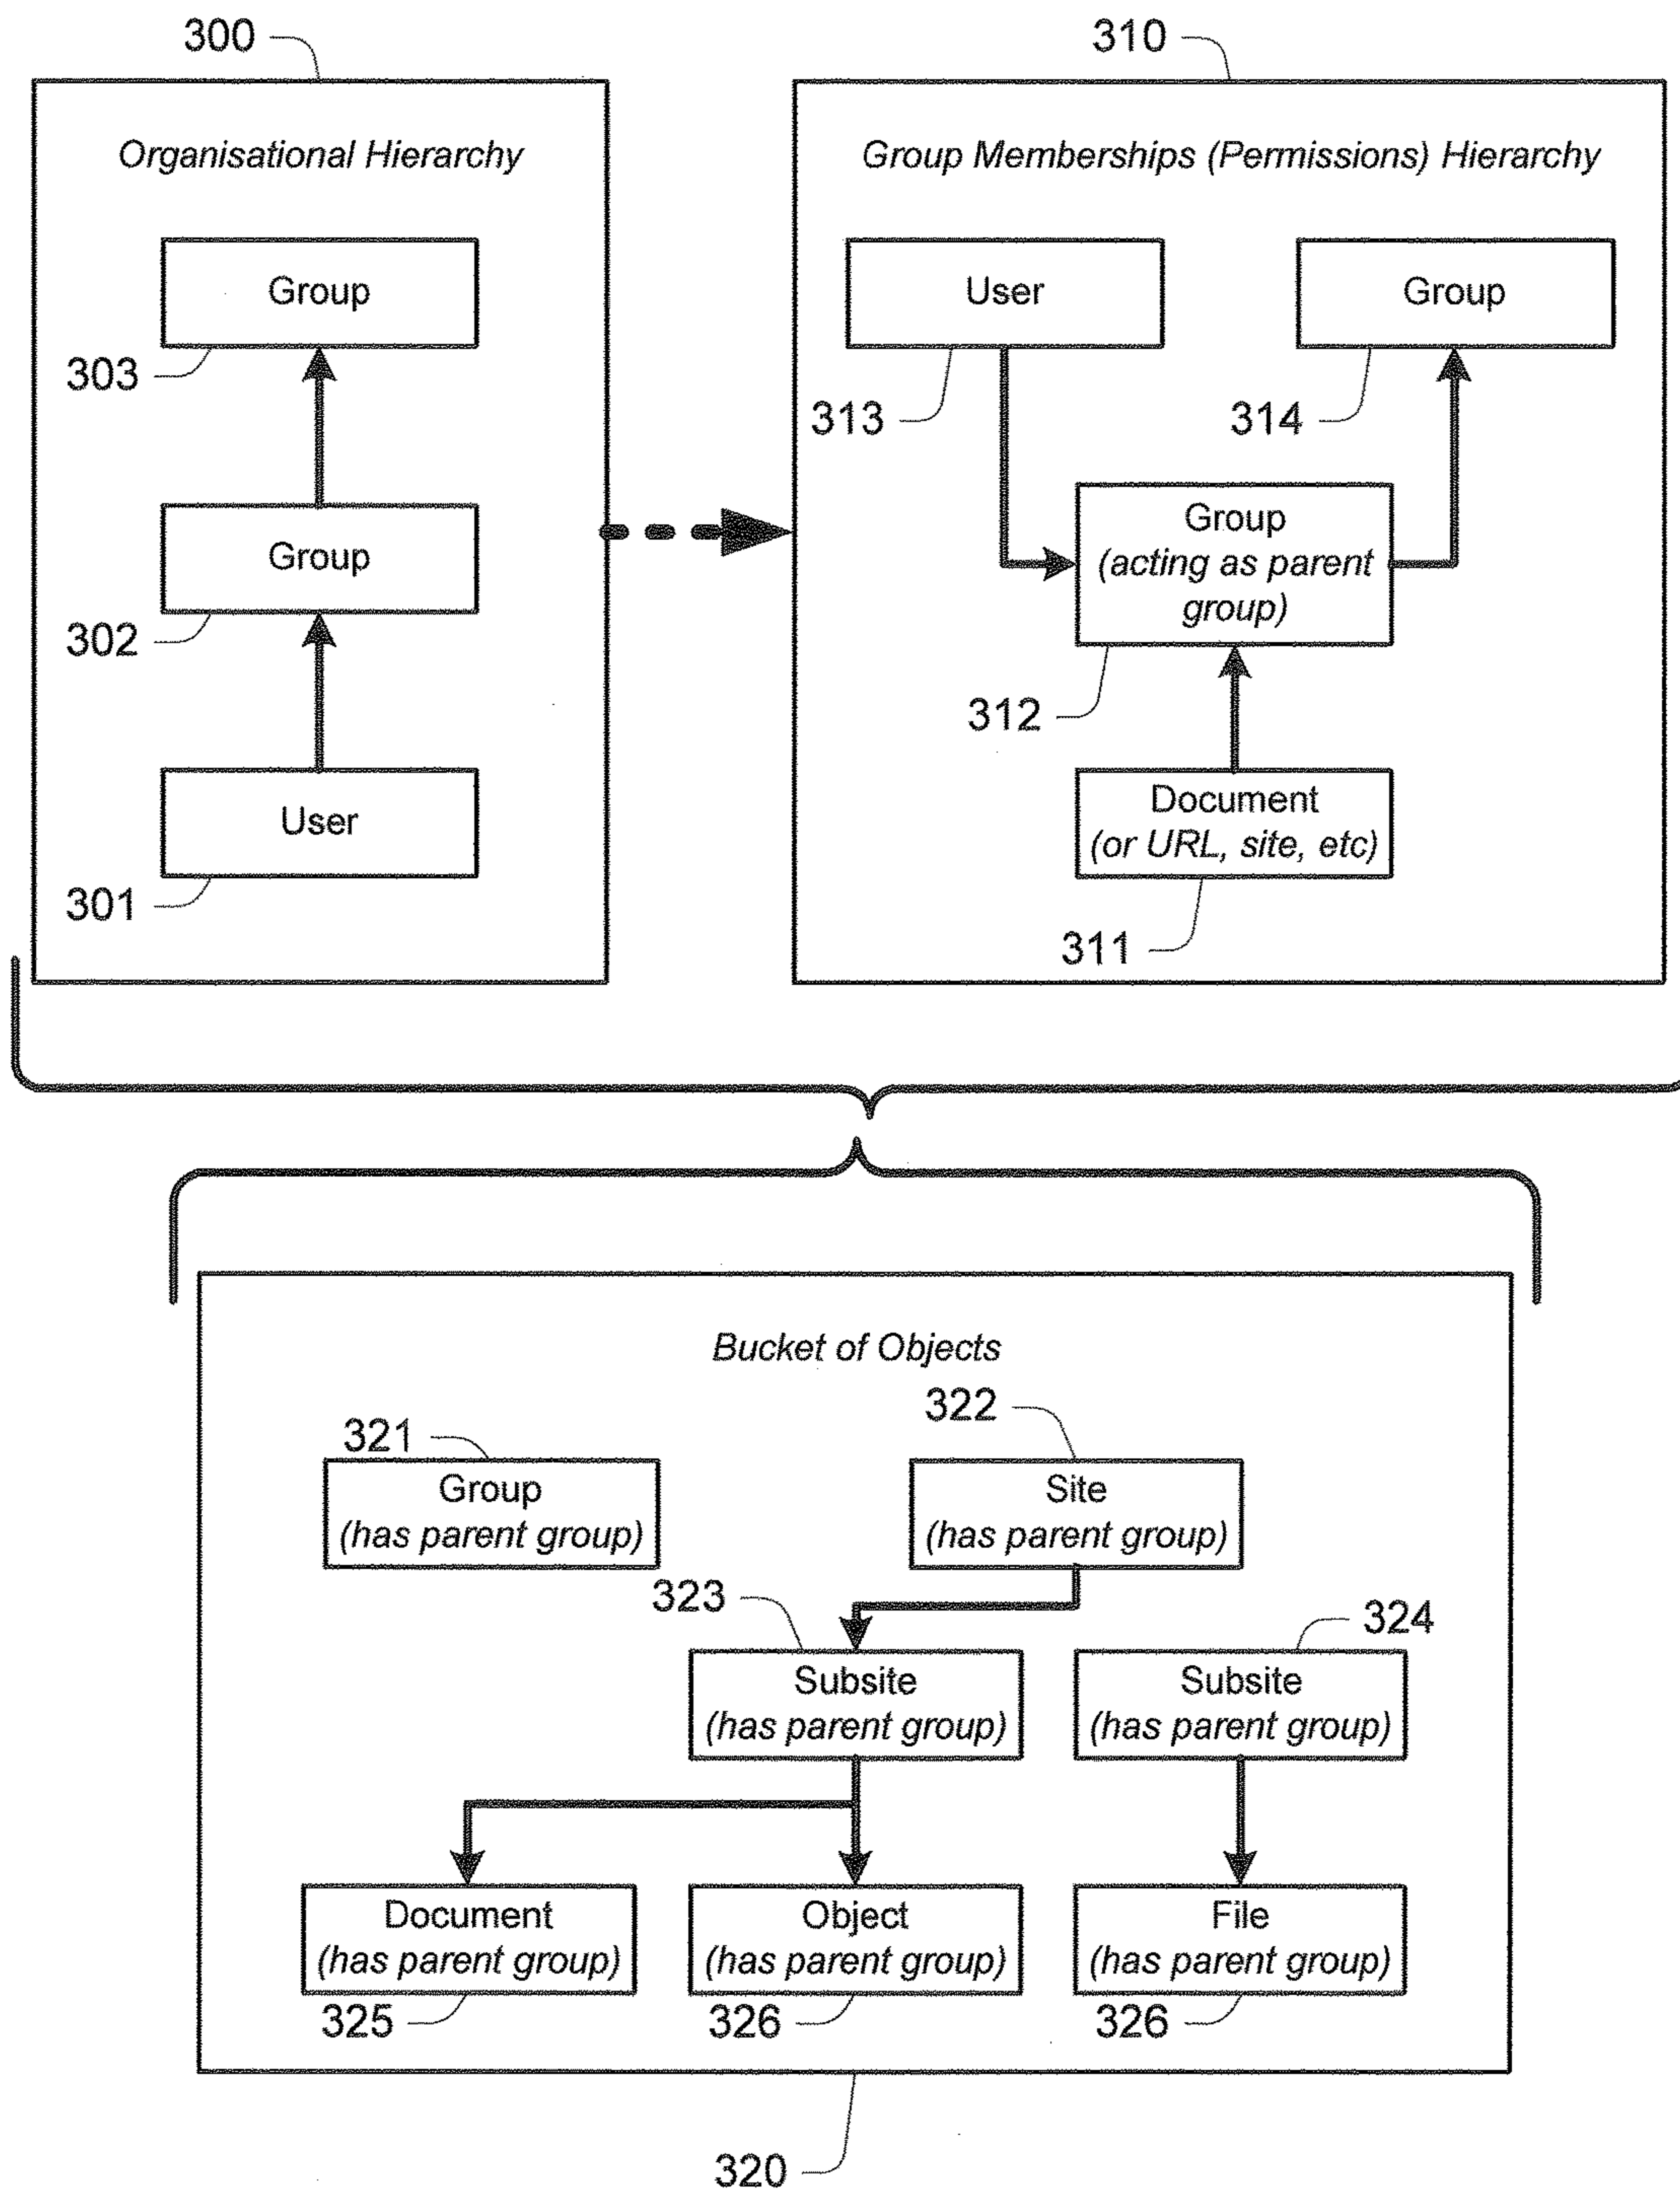 300
310
Organisational Hierarchy
Group Memberships (Permissions) Hierarchy
Group
303
User
313
Group
314
Group
302
Group
(acting as parent
group)
312
User
301
Document
(or URL, site, etc)
311
Bucket of Objects
321
322
Group
(has parent group)
Site
(has parent group)
323
324
Subsite
(has parent group)
Subsite
(has parent group)
Document
(has parent group)
Object
(has parent group)
File
(has parent group)
325
326
326
320